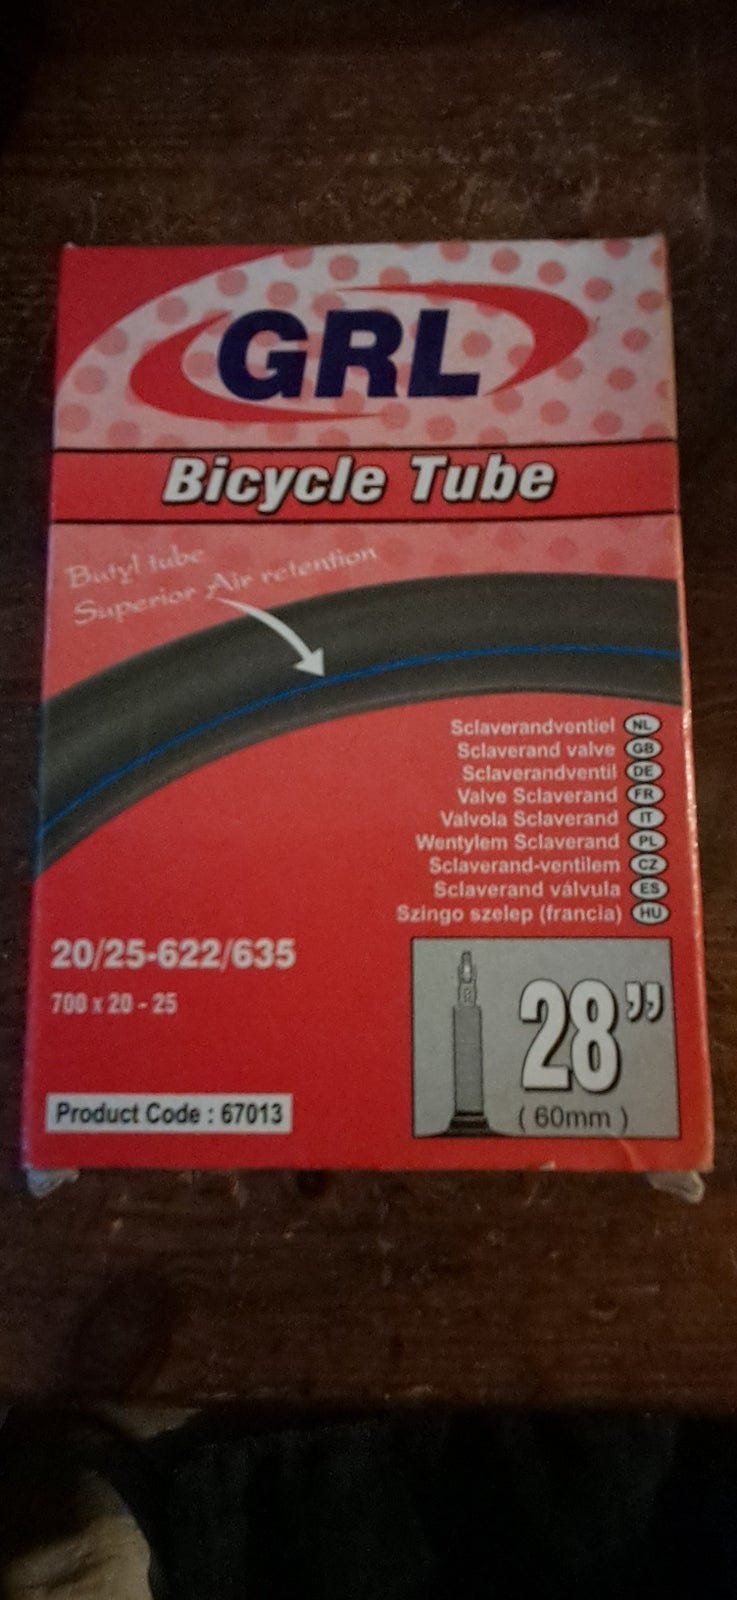 GRL
Bicycle Tube
Butyl tube
Superior Air retention
Sclaverandventiel NL
Sclaverand valve GB
Sclaverandventil DE
Valve Sclaverand FR
Valvola Sclaverand IT
Wentylem Sclaverand PL
Sclaverand-ventilem CZ
Sclaverand válvula ES
Szingo szelep (francia) HU
20/25-622/635
700 x 20 - 25
28”
( 60mm )
Product Code : 67013